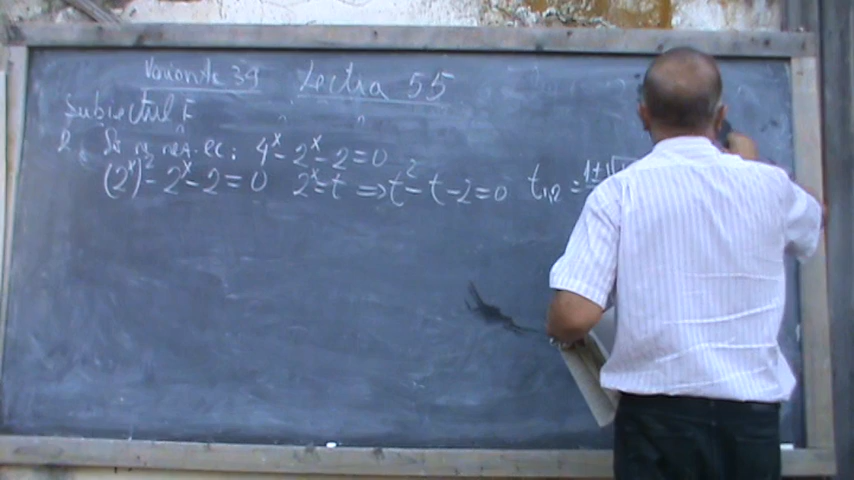 Varianta 39 Lectia 55
Subiectul I
2. Să se rez. ec: 4^x - 2^x - 2 = 0
(2^x)^2 - 2^x - 2 = 0 2^x = t ⇒ t^2 - t - 2 = 0 t1,2 = 1±√